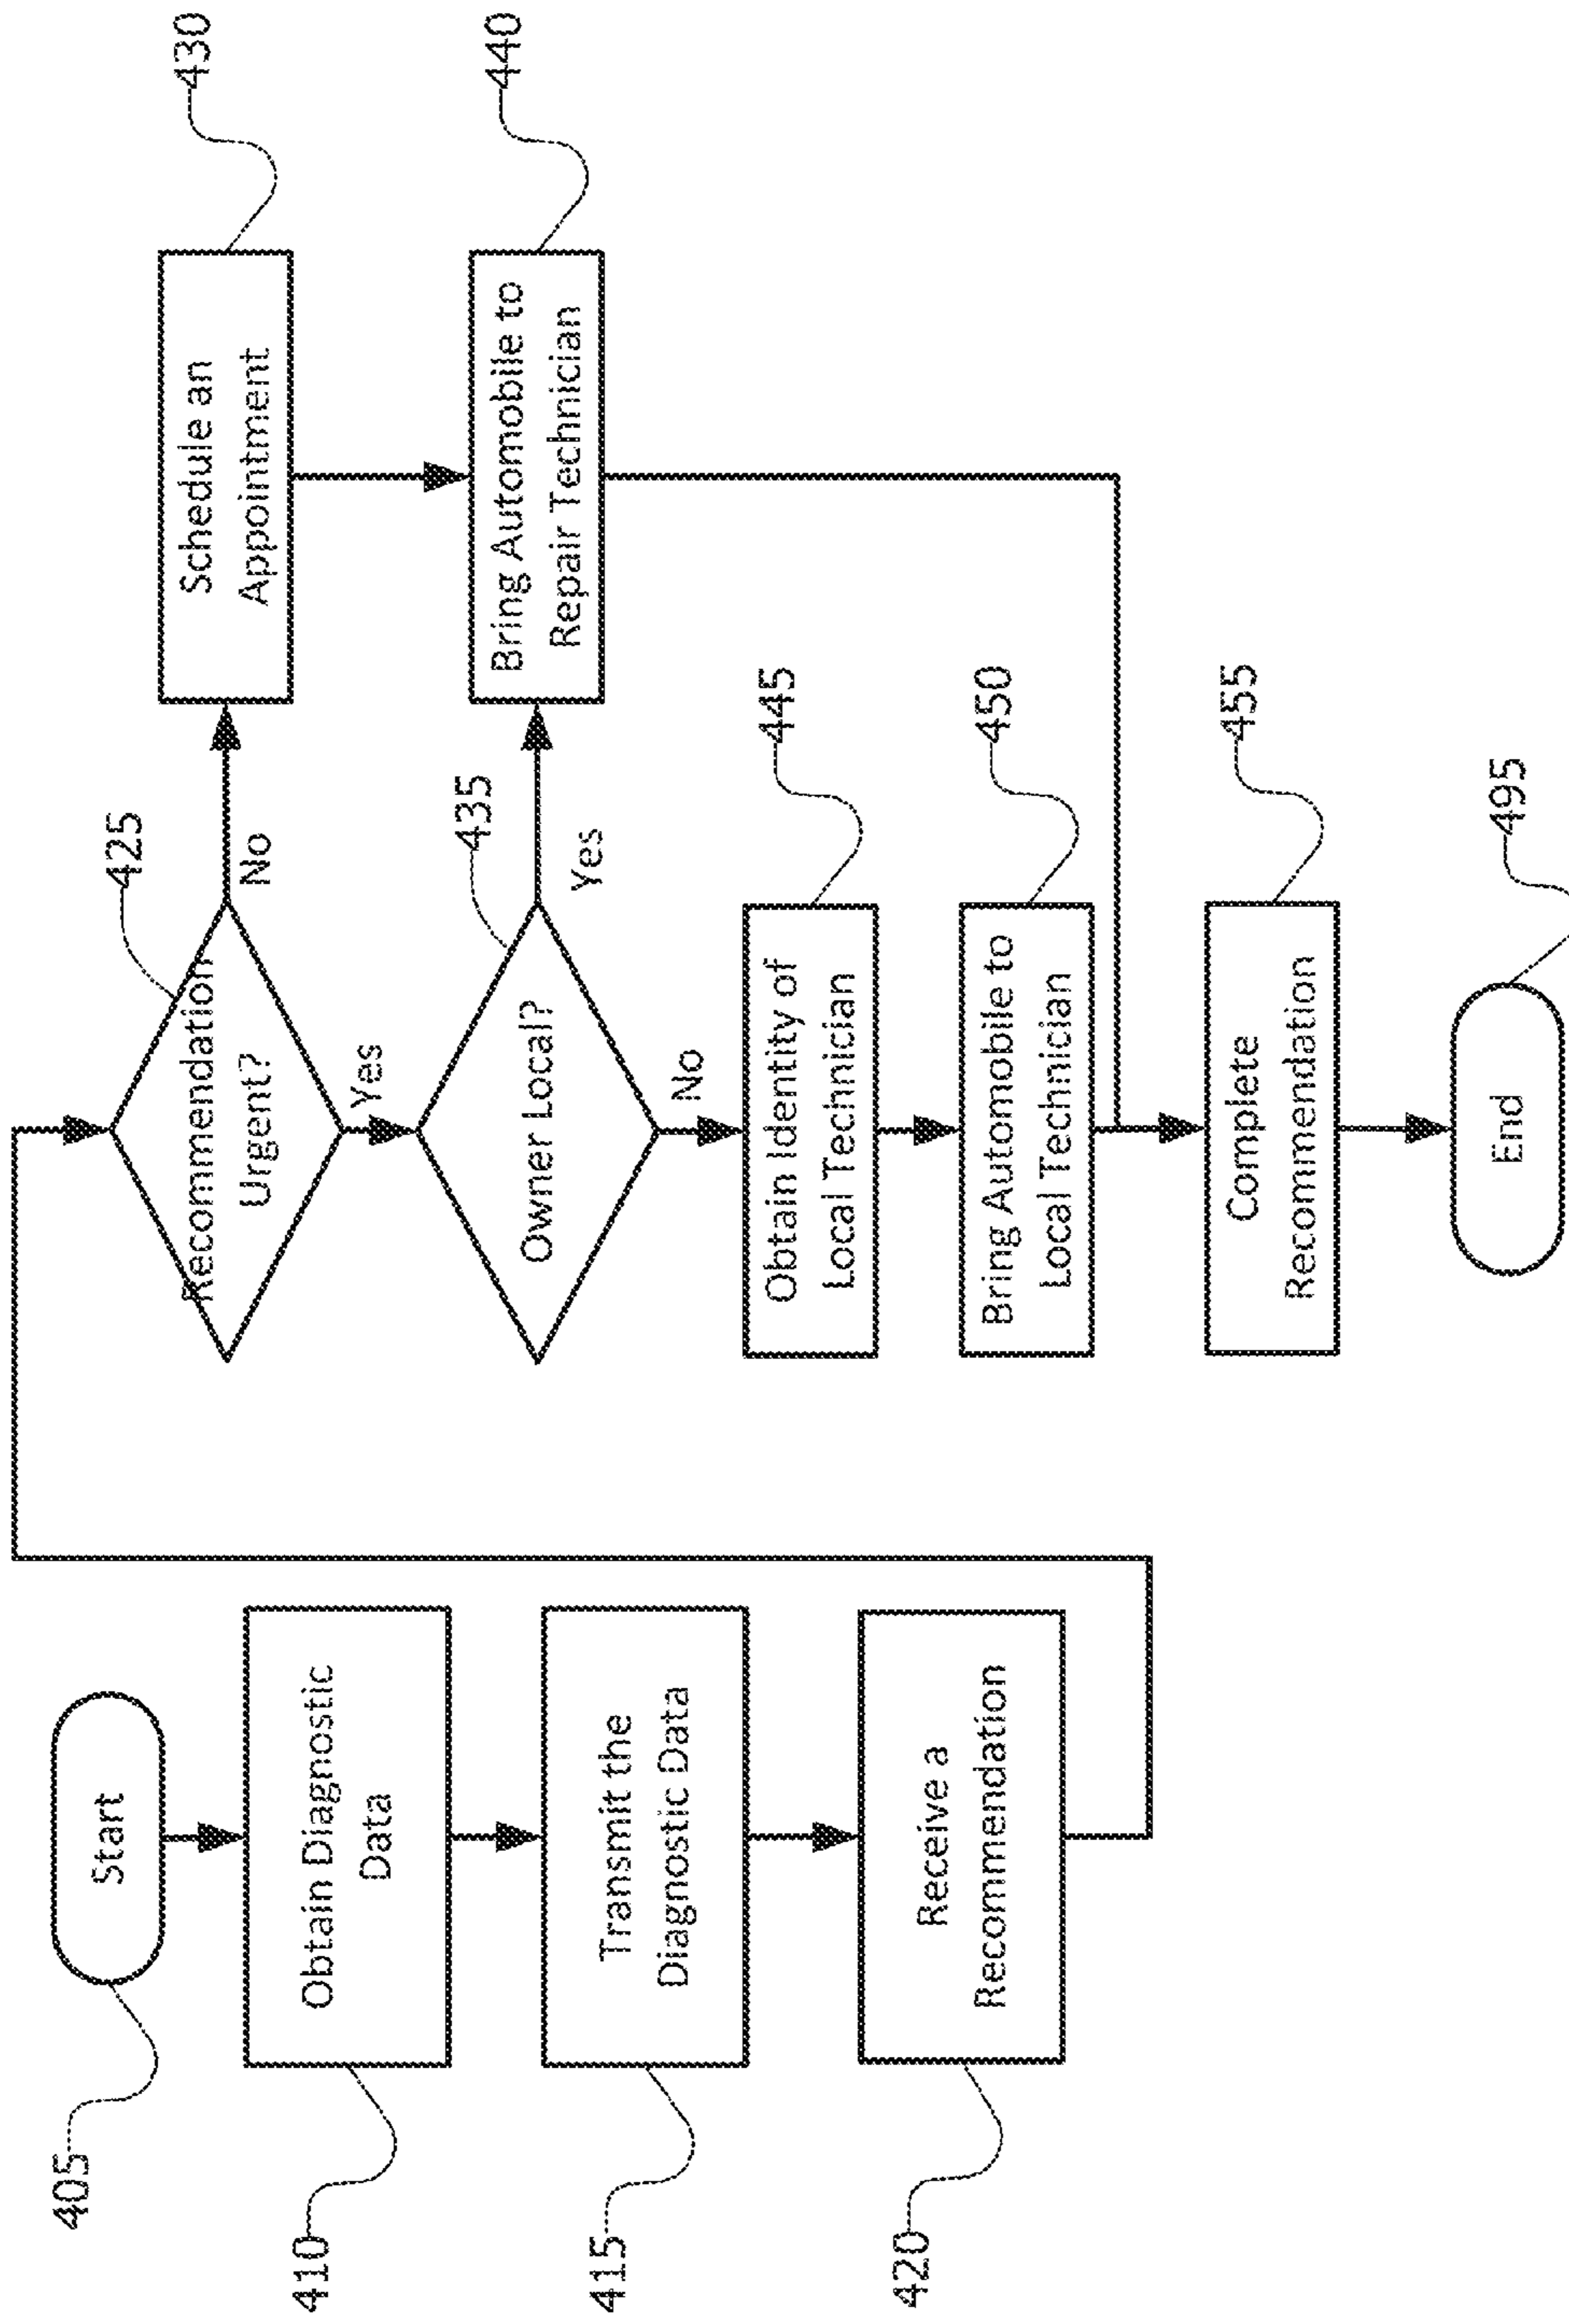 405
Start
410
Obtain Diagnostic
Data
415
Transmit the
Diagnostic Data
420
Receive a
Recommendation
425
Recommendation
Urgent?
No
Yes
430
Schedule an
Appointment
435
Owner Local?
Yes
No
440
Bring Automobile to
Repair Technician
445
Obtain Identity of
Local Technician
450
Bring Automobile to
Local Technician
455
Complete
Recommendation
495
End